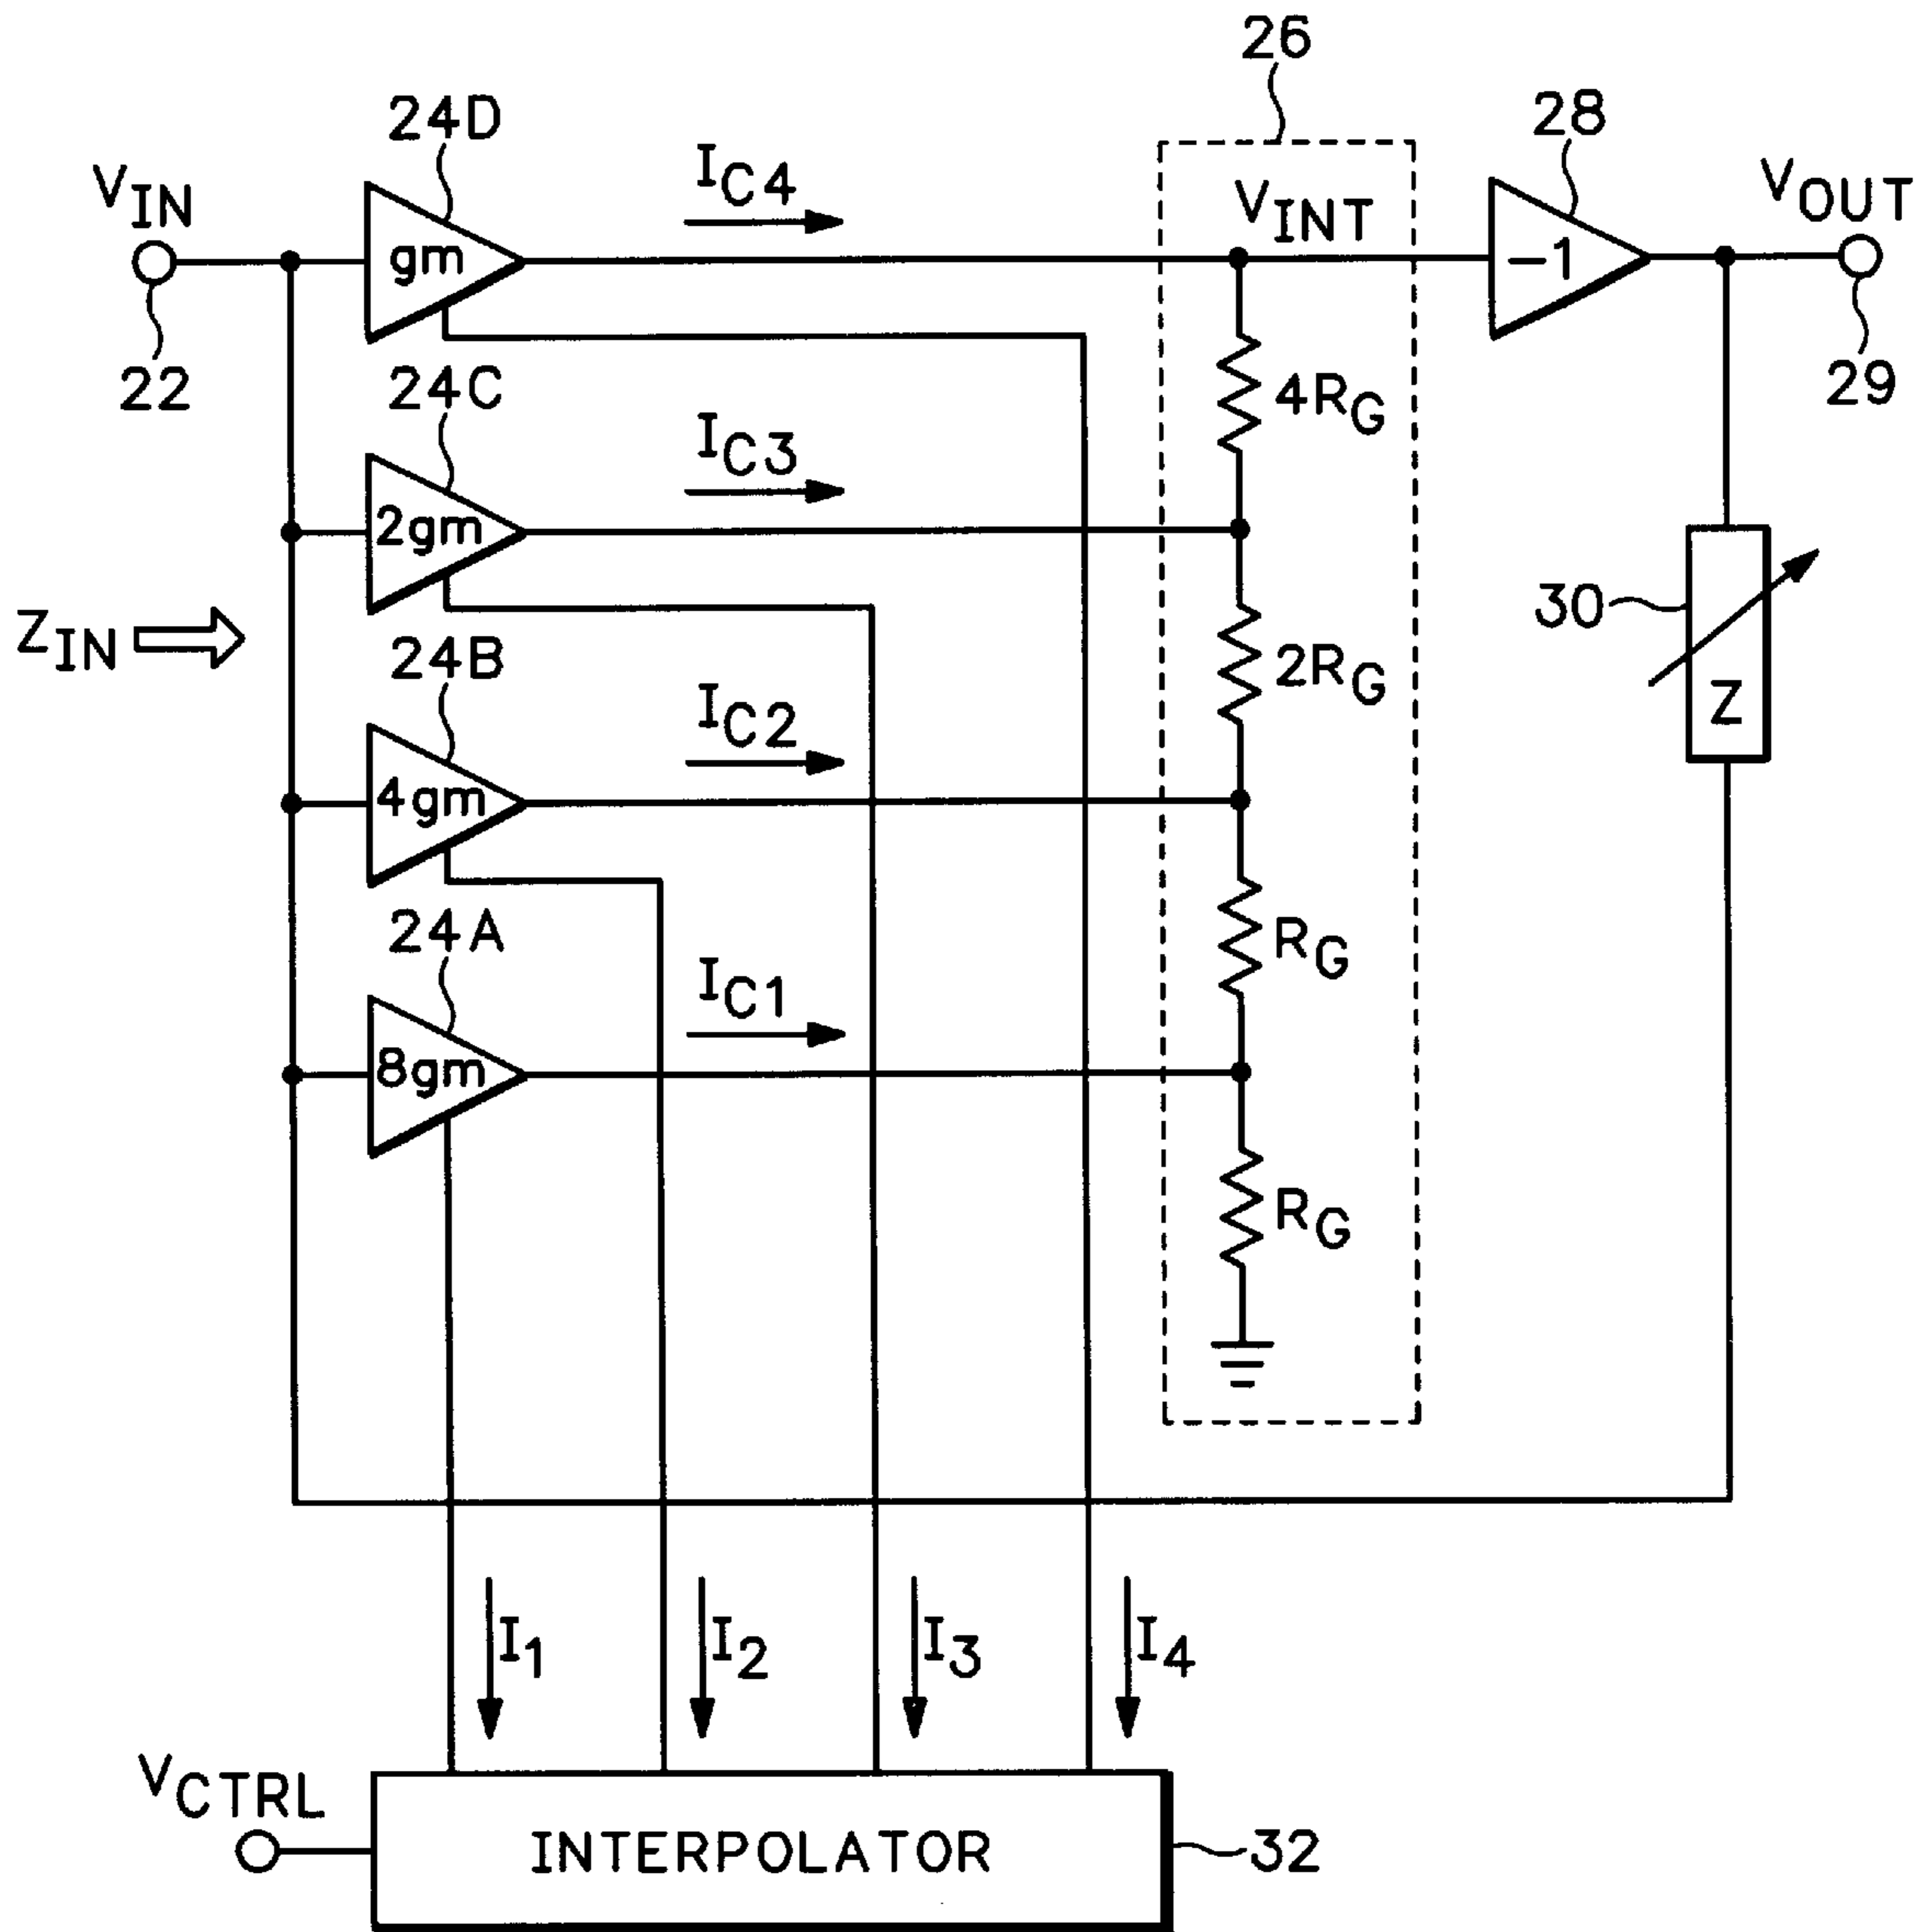 26
24D
28
V_IN
I_C4
V_INT
V_OUT
gm
-1
22
24C
4R_G
29
I_C3
2gm
30
Z_IN
24B
2R_G
I_C2
Z
4gm
24A
R_G
I_C1
8gm
R_G
I_1
I_2
I_3
I_4
V_CTRL
INTERPOLATOR
32